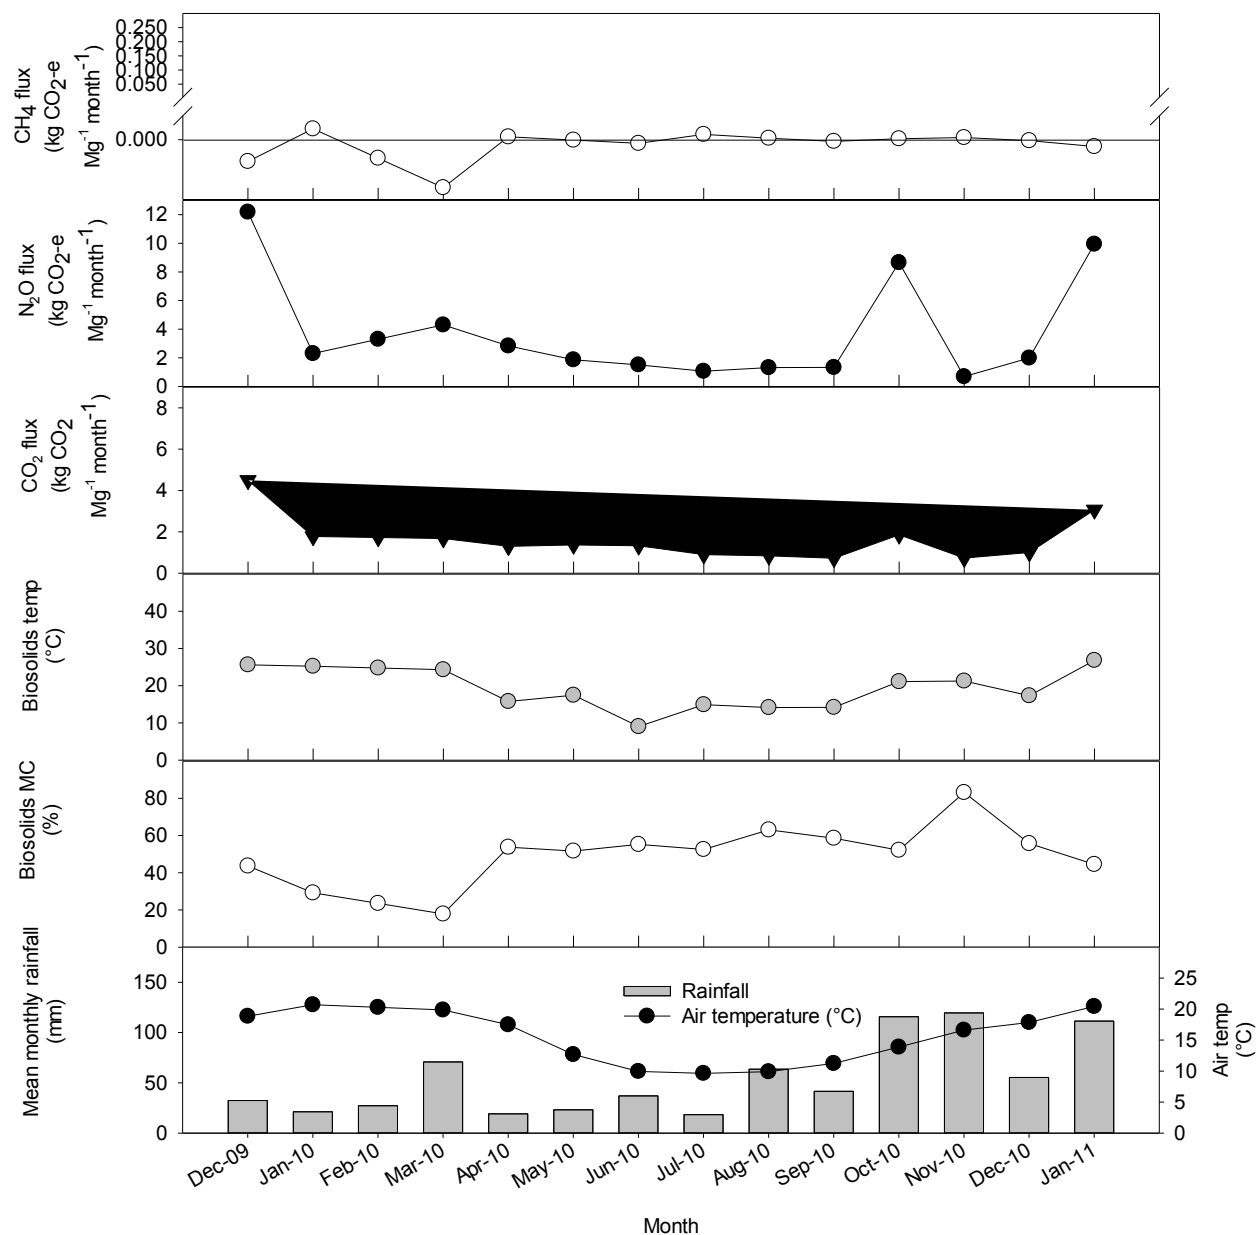 CH4 flux
(kg CO2-e
Mg-1 month-1)
0.250
0.200
0.150
0.100
0.050
0.000
N2O flux
(kg CO2-e
Mg-1 month-1)
12
10
8
6
4
2
0
CO2 flux
(kg CO2
Mg-1 month-1)
8
6
4
2
0
Biosolids temp
(°C)
40
30
20
10
0
Biosolids MC
(%)
80
60
40
20
0
Mean monthly rainfall
(mm)
150
100
50
0
Rainfall
Air temperature (°C)
25
20
15
10
5
0
Air temp
(°C)
Dec-09
Jan-10
Feb-10
Mar-10
Apr-10
May-10
Jun-10
Jul-10
Aug-10
Sep-10
Oct-10
Nov-10
Dec-10
Jan-11
Month